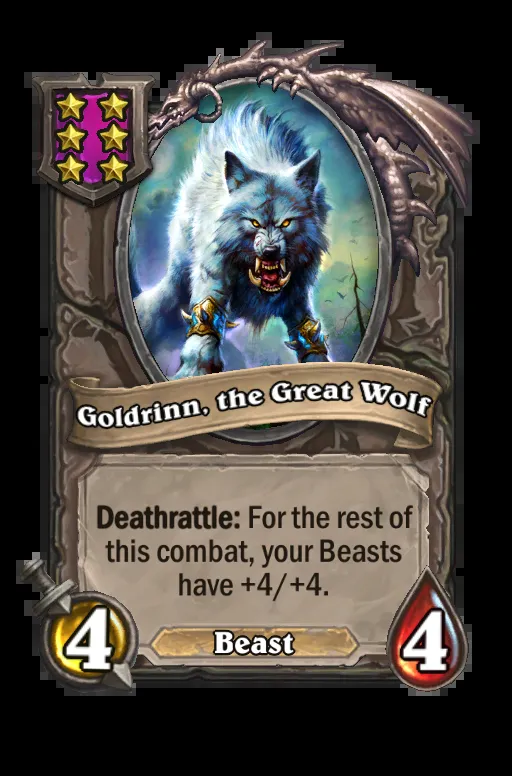 Goldrinn, the Great Wolf
Deathrattle: For the rest of
this combat, your Beasts
have +4/+4.
4
Beast
4